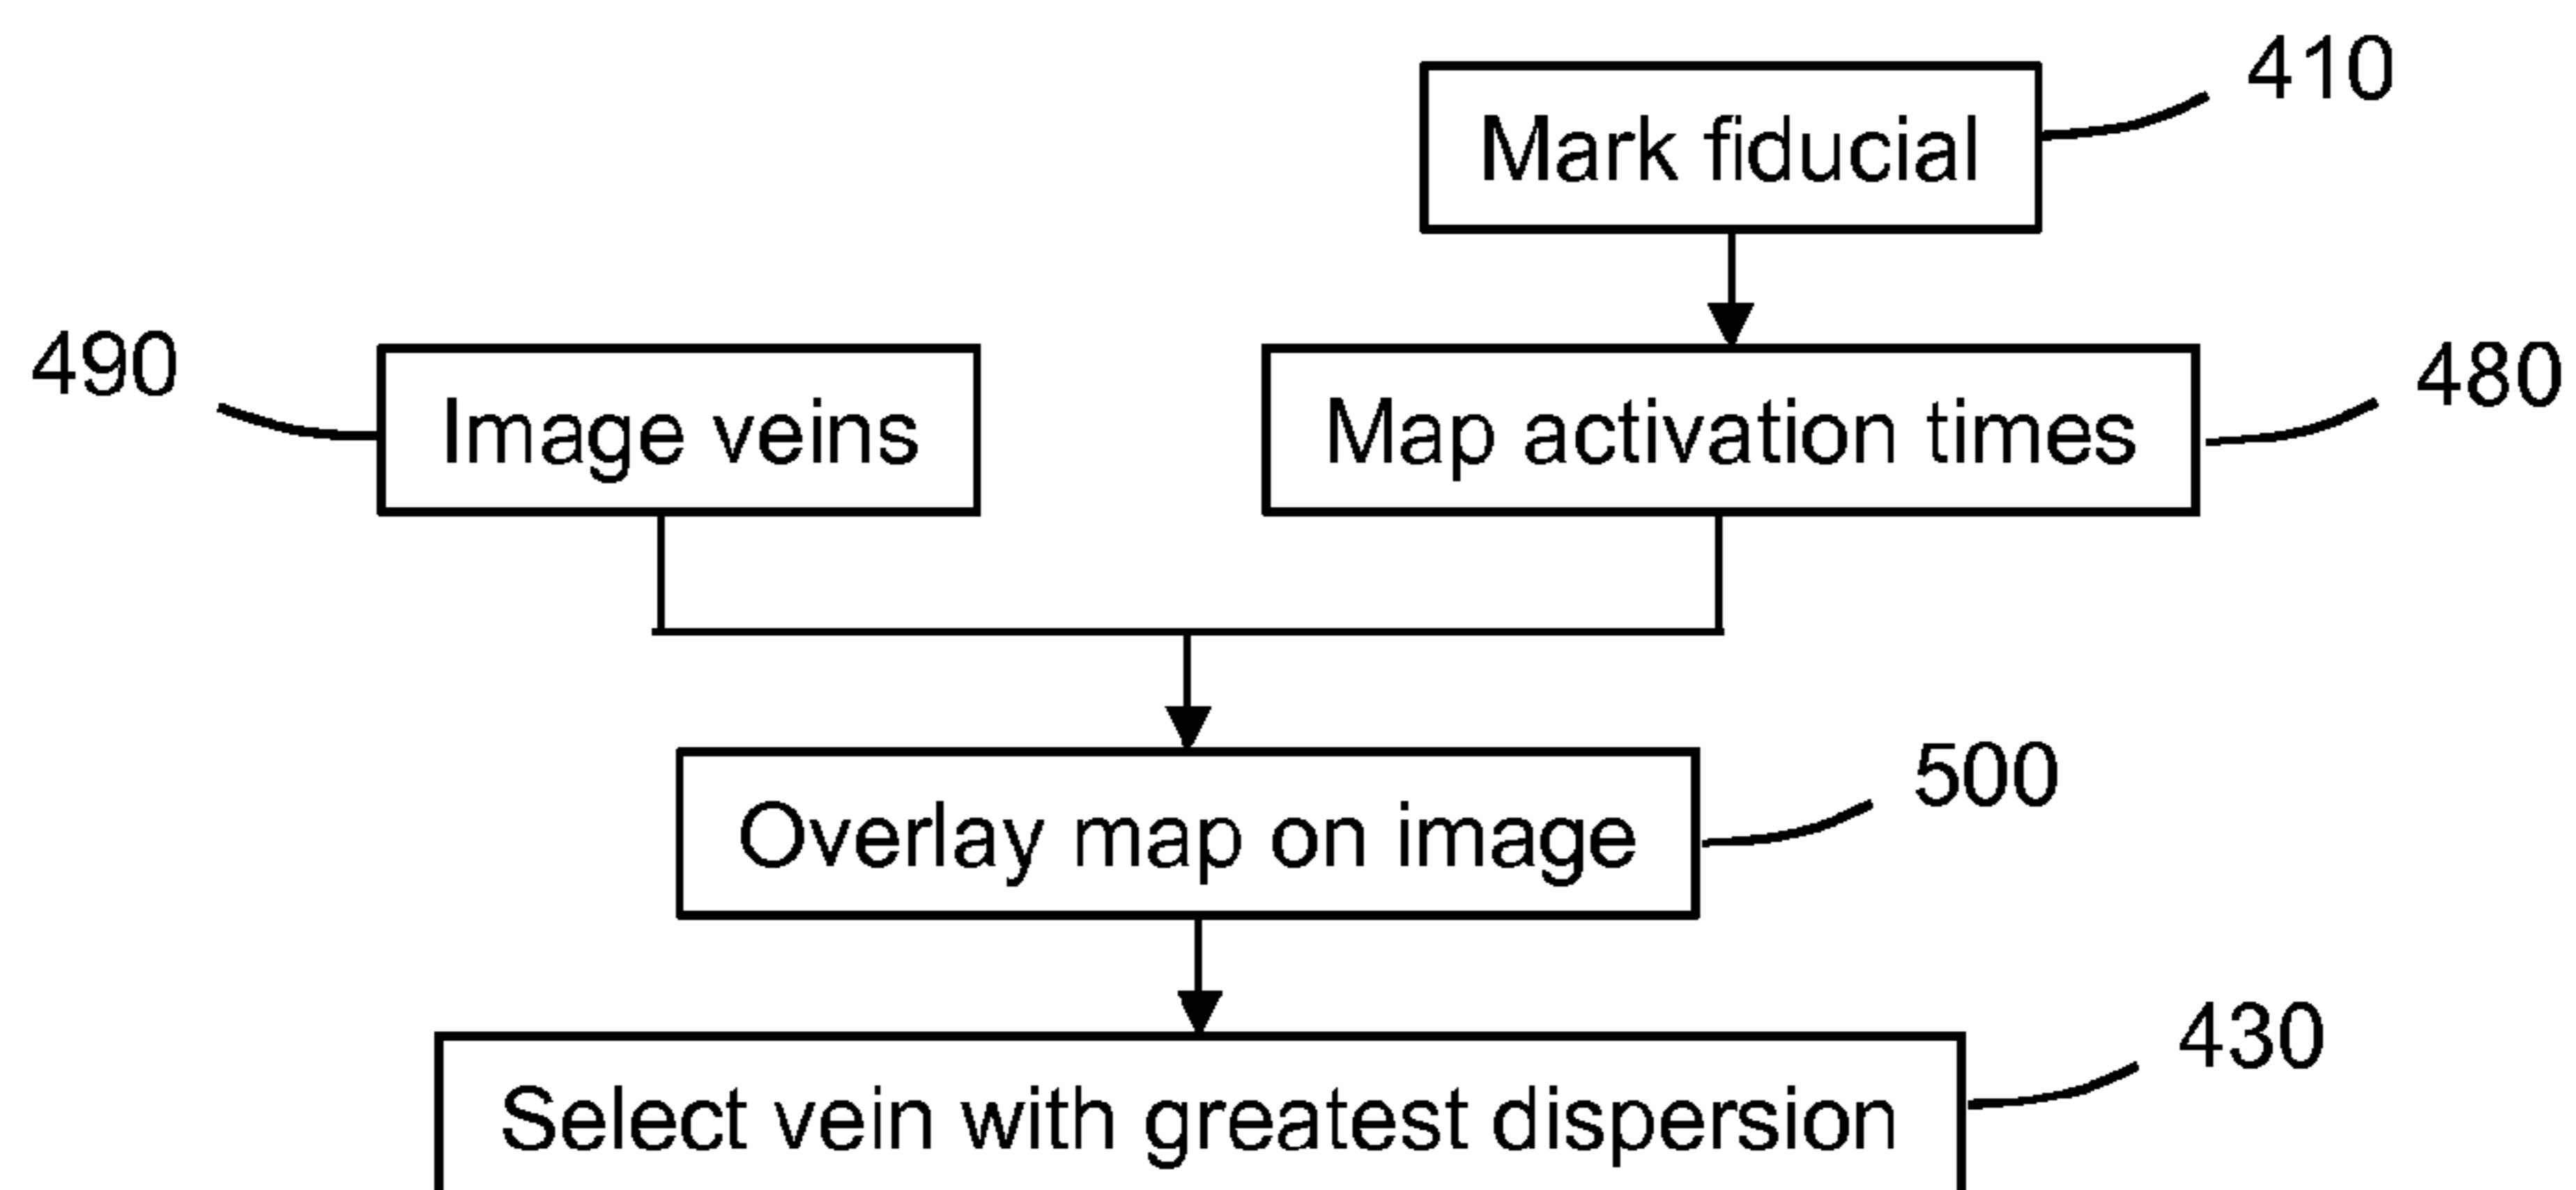 410
Mark fiducial
490
Image veins
Map activation times
480
Overlay map on image
500
Select vein with greatest dispersion
430